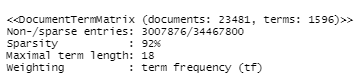 <<DocumentTermMatrix (documents: 23481, terms: 1596)>>
Non-/sparse entries: 3007876/34467800
Sparsity           : 92%
Maximal term length: 18
Weighting          : term frequency (tf)